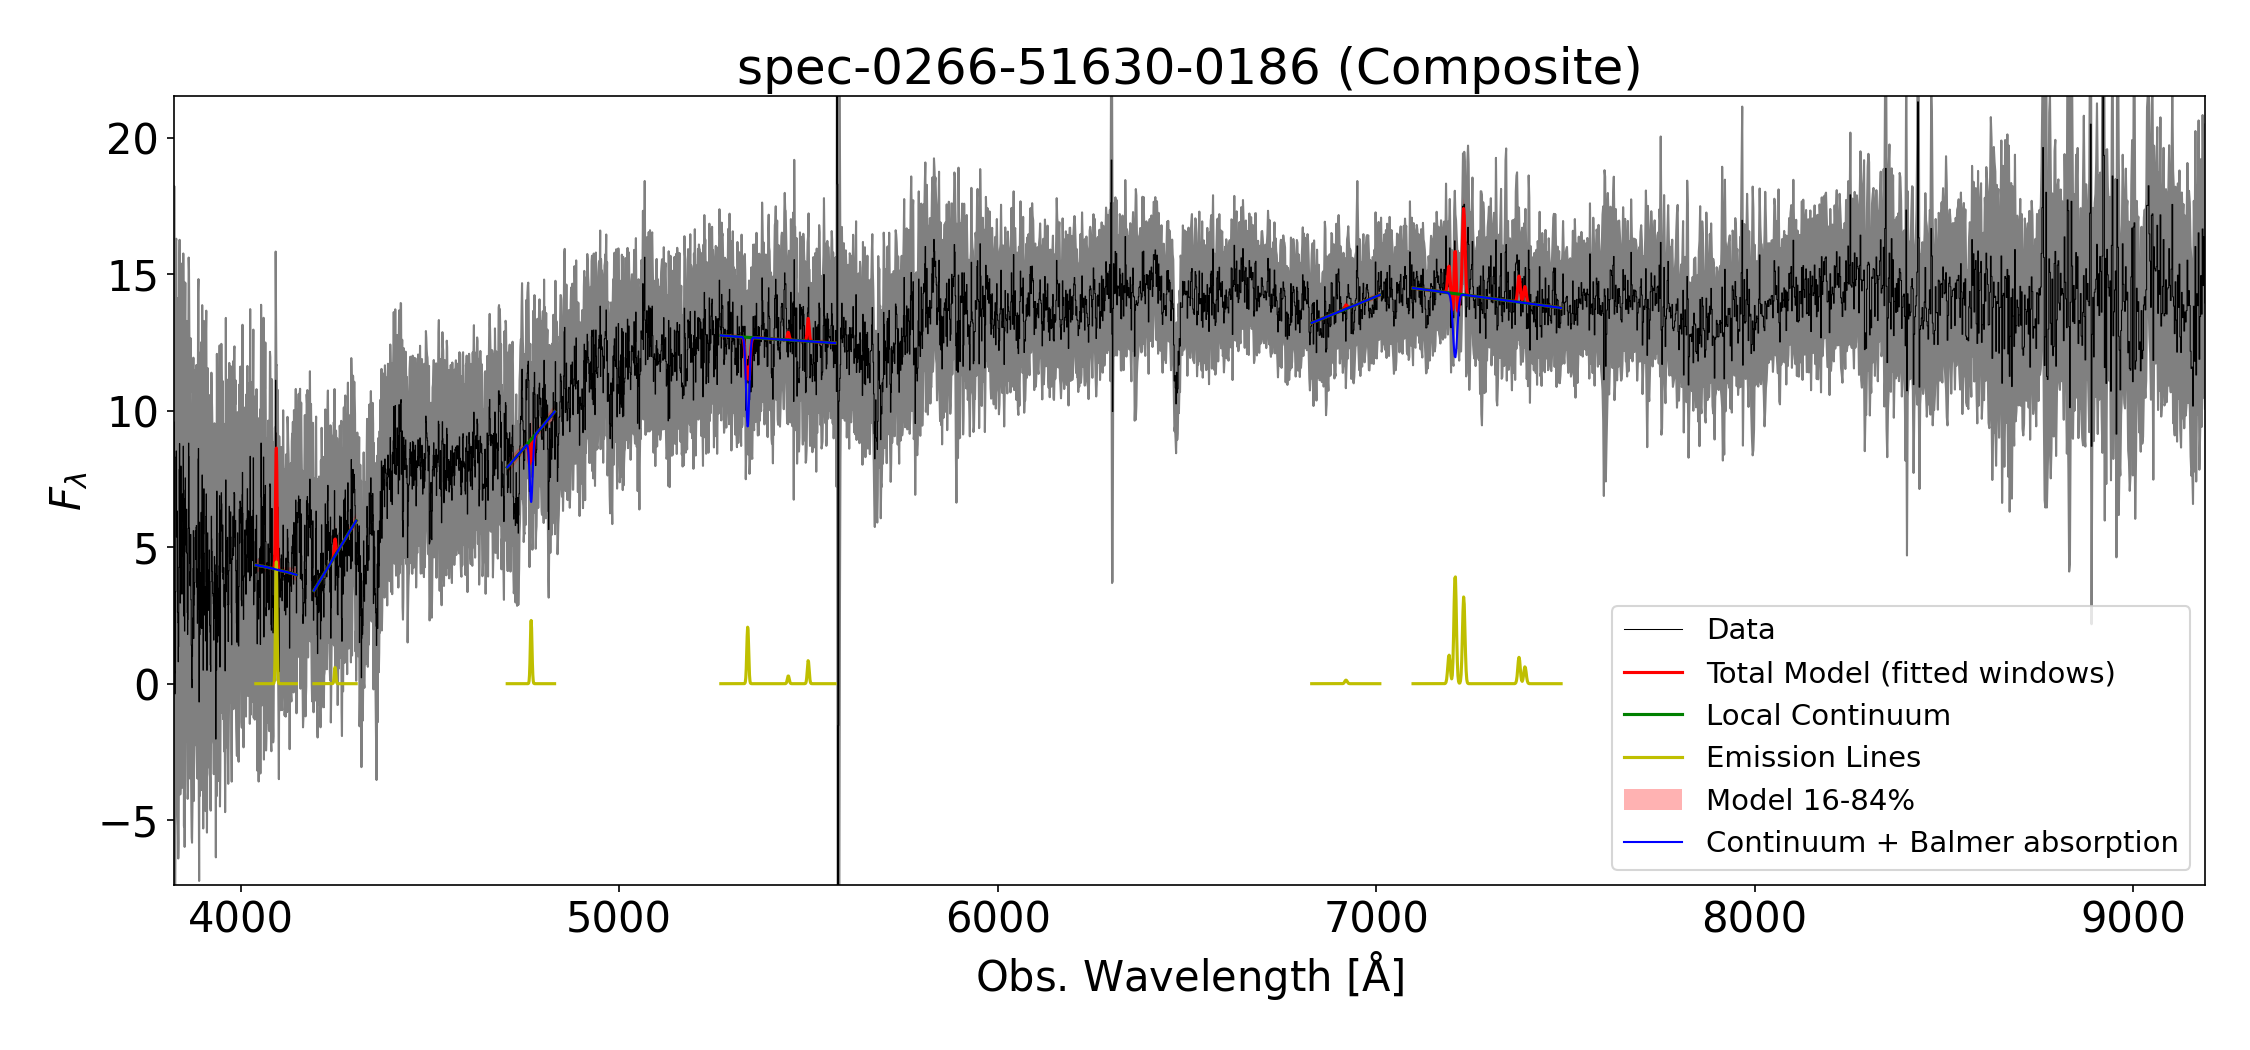 spec-0266-51630-0186 (Composite)
20
15
10
5
0
−5
F_λ
4000 5000 6000 7000 8000 9000
Obs. Wavelength [Å]
Data
Total Model (fitted windows)
Local Continuum
Emission Lines
Model 16-84%
Continuum + Balmer absorption